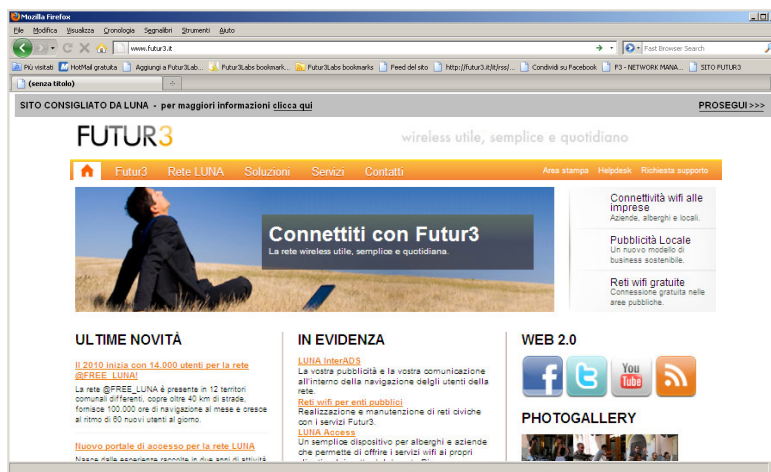 Mozilla Firefox
File Modifica Visualizza Cronologia Segnalibri Strumenti Aiuto
www.futur3.it
Fast Browser Search
Più visitati HotMail gratuita Aggiungi a Futur3Lab... Futur3Labs bookmark... Futur3Labs bookmarks Feed del sito http://futur3.it/it/rss/... Condividi su Facebook F3 - NETWORK MANA... SITO FUTUR3
(senza titolo)
SITO CONSIGLIATO DA LUNA - per maggiori informazioni clicca qui PROSEGUI >>>
FUTUR3 wireless utile, semplice e quotidiano
Futur3 Rete LUNA Soluzioni Servizi Contatti Area stampa Helpdesk Richiesta supporto
Connettiti con Futur3
La rete wireless utile, semplice e quotidiana.
Connettività wifi alle
imprese
Aziende, alberghi e locali.
Pubblicità Locale
Un nuovo modello di
business sostenibile.
Reti wifi gratuite
Connessione gratuita nelle
aree pubbliche.
ULTIME NOVITÀ
Il 2010 inizia con 14.000 utenti per la rete
@FREE_LUNA!
La rete @FREE_LUNA è presente in 12 territori
comunali differenti, copre oltre 40 km di strade,
fornisce 100.000 ore di navigazione al mese e cresce
al ritmo di 60 nuovi utenti al giorno.
Nuovo portale di accesso per la rete LUNA
Nasce dalle esperienze raccolte in due anni di attività
IN EVIDENZA
LUNA InterADS
La vostra pubblicità e la vostra comunicazione
all'interno della navigazione delgli utenti della
rete.
Reti wifi per enti pubblici
Realizzazione e manutenzione di reti civiche
con i servizi Futur3.
LUNA Access
Un semplice dispositivo per alberghi e aziende
che permette di offrire i servizi wifi ai propri
WEB 2.0
You
Tube
PHOTOGALLERY